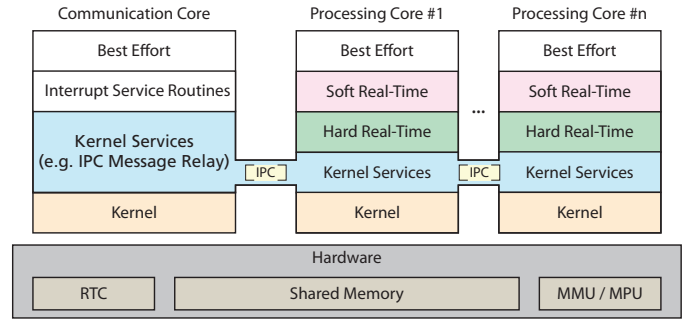 Communication Core
Processing Core #1
Processing Core #n
Best Effort
Best Effort
Best Effort
Interrupt Service Routines
Soft Real-Time
...
Soft Real-Time
Kernel Services
(e.g. IPC Message Relay)
Hard Real-Time
Hard Real-Time
IPC
Kernel Services
IPC
Kernel Services
Kernel
Kernel
Kernel
Hardware
RTC
Shared Memory
MMU / MPU